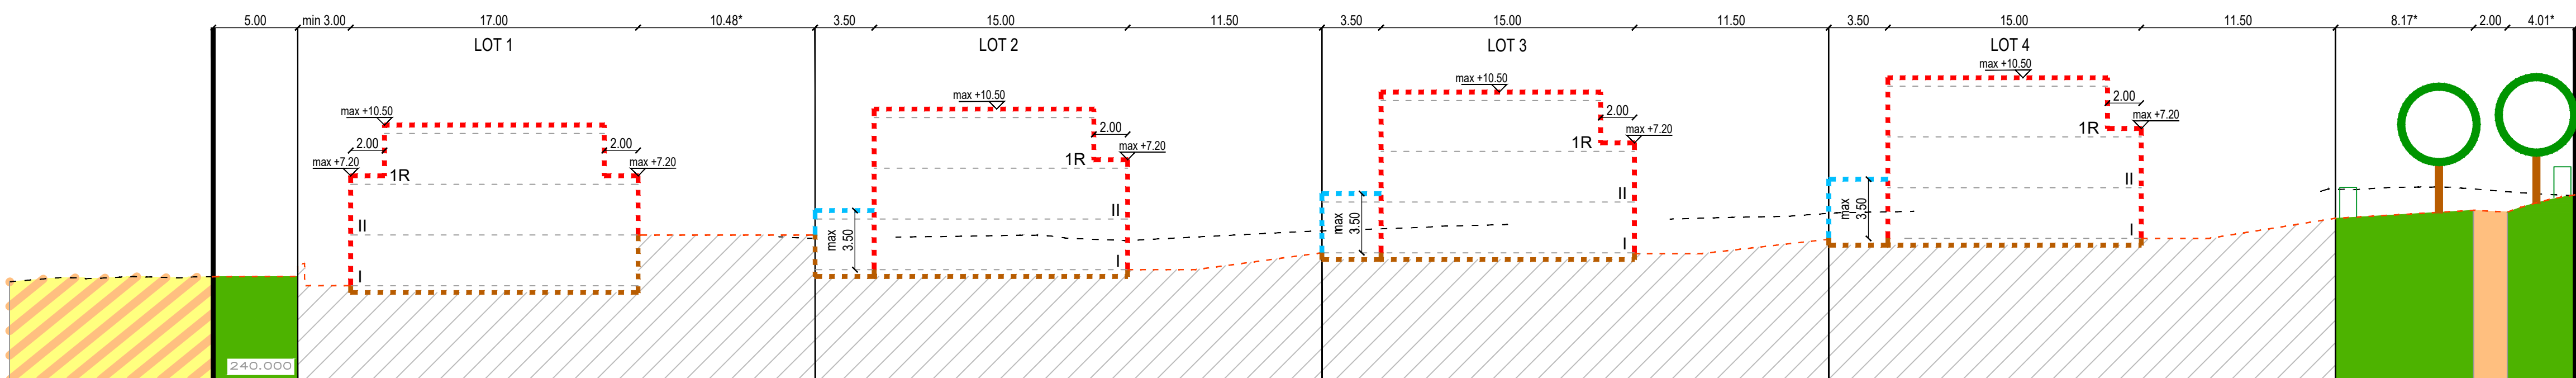 5.00 min 3.00 17.00 10.48* 3.50 15.00 11.50 3.50 15.00 11.50 3.50 15.00 11.50 8.17* 2.00 4.01*
LOT 1 LOT 2 LOT 3 LOT 4
max +10.50
2.00 2.00
max +7.20 max +7.20
1R
II
I
max +10.50
2.00
max +7.20
1R
II
max 3.50
I
max +10.50
2.00
max +7.20
1R
II
max 3.50
I
max +10.50
2.00
max +7.20
1R
II
max 3.50
I
240.000